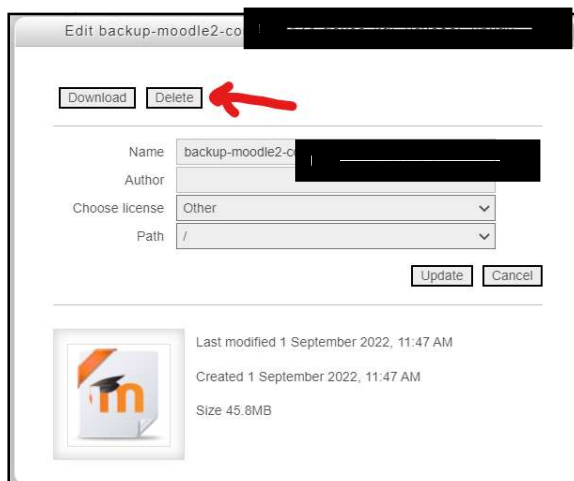 Edit backup-moodle2-co
Download Delete
Name backup-moodle2-co
Author
Choose license Other
Path /
Update Cancel
Last modified 1 September 2022, 11:47 AM
Created 1 September 2022, 11:47 AM
Size 45.8MB
m